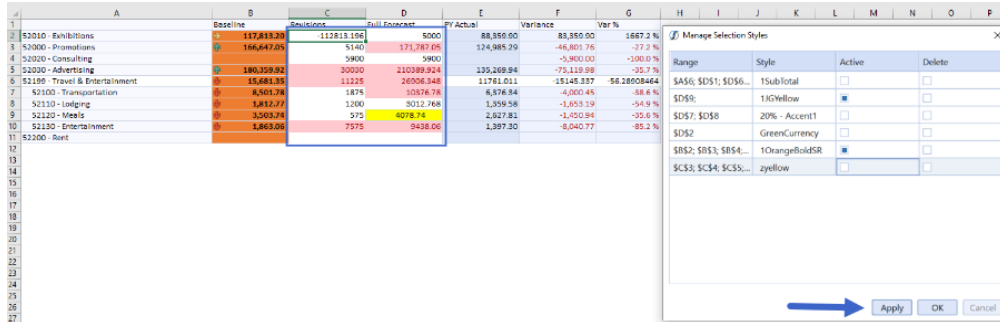 A B C D E F G H I J K L M N O P
1 Baseline Revisions Full Forecast PY Actual Variance Var %
2 52010 - Exhibitions 117,813.20 -112813.196 5000 88,359.90 83,359.90 1667.2 %
3 52000 - Promotions 166,647.05 5140 171,787.05 124,985.29 -46,801.76 -27.2 %
4 52020 - Consulting 5900 5900 -5,900.00 -100.0 %
5 52030 - Advertising 180,359.92 30030 210389.924 135,269.94 -75,119.98 -35.7 %
6 52199 - Travel & Entertainment 15,681.35 11225 26906.348 11761.011 -15145.337 -56.28908464
7 52100 - Transportation 8,501.78 1875 10376.78 6,376.34 -4,000.45 -38.6 %
8 52110 - Lodging 1,812.77 1200 3012.768 1,359.58 -1,653.19 -54.9 %
9 52120 - Meals 3,503.74 575 4078.74 2,627.81 -1,450.94 -35.6 %
10 52130 - Entertainment 1,863.06 7575 9438.06 1,397.30 -8,040.77 -85.2 %
11 52200 - Rent
12
13
14
15
16
17
18
19
20
21
22
23
24
25
26
27
Manage Selection Styles
Range Style Active Delete
$A$6; $D$1; $D$6... 1SubTotal
$D$9; 1JGYellow
$D$7; $D$8 20% - Accent1
$D$2 GreenCurrency
$B$2; $B$3; $B$4;... 1OrangeBoldSR
$C$3; $C$4; $C$5;... zyellow
Apply OK Cancel